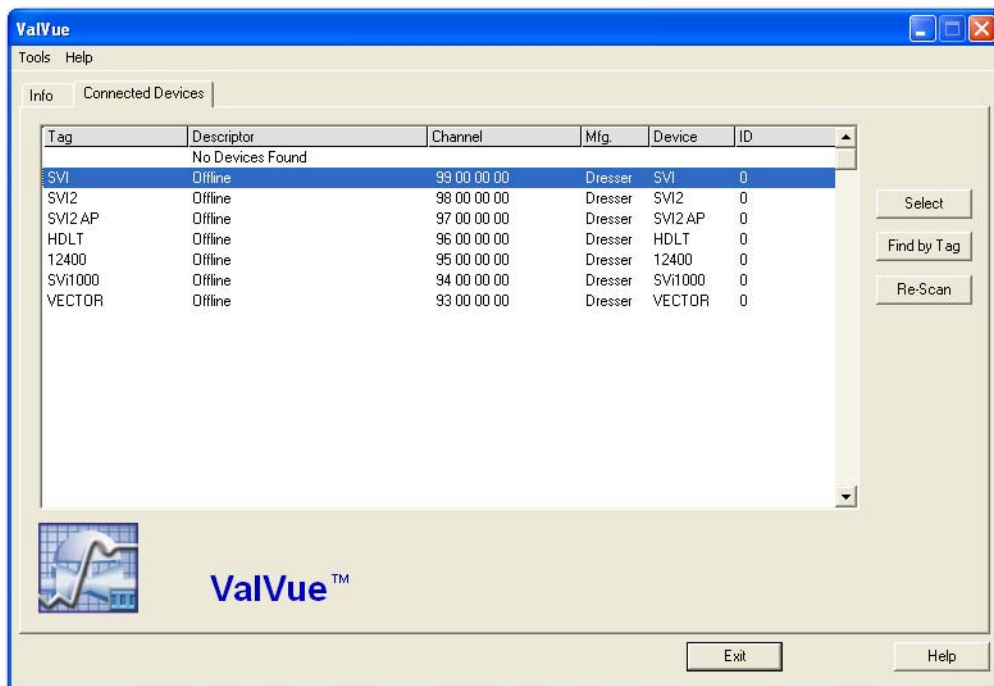 ValVue
Tools Help
Info Connected Devices
Tag Descriptor Channel Mfg. Device ID
No Devices Found
SVI Offline 99 00 00 00 Dresser SVI 0
SVI2 Offline 98 00 00 00 Dresser SVI2 0
SVI2 AP Offline 97 00 00 00 Dresser SVI2 AP 0
HDLT Offline 96 00 00 00 Dresser HDLT 0
12400 Offline 95 00 00 00 Dresser 12400 0
SVi1000 Offline 94 00 00 00 Dresser SVi1000 0
VECTOR Offline 93 00 00 00 Dresser VECTOR 0
Select
Find by Tag
Re-Scan
ValVue™
Exit Help